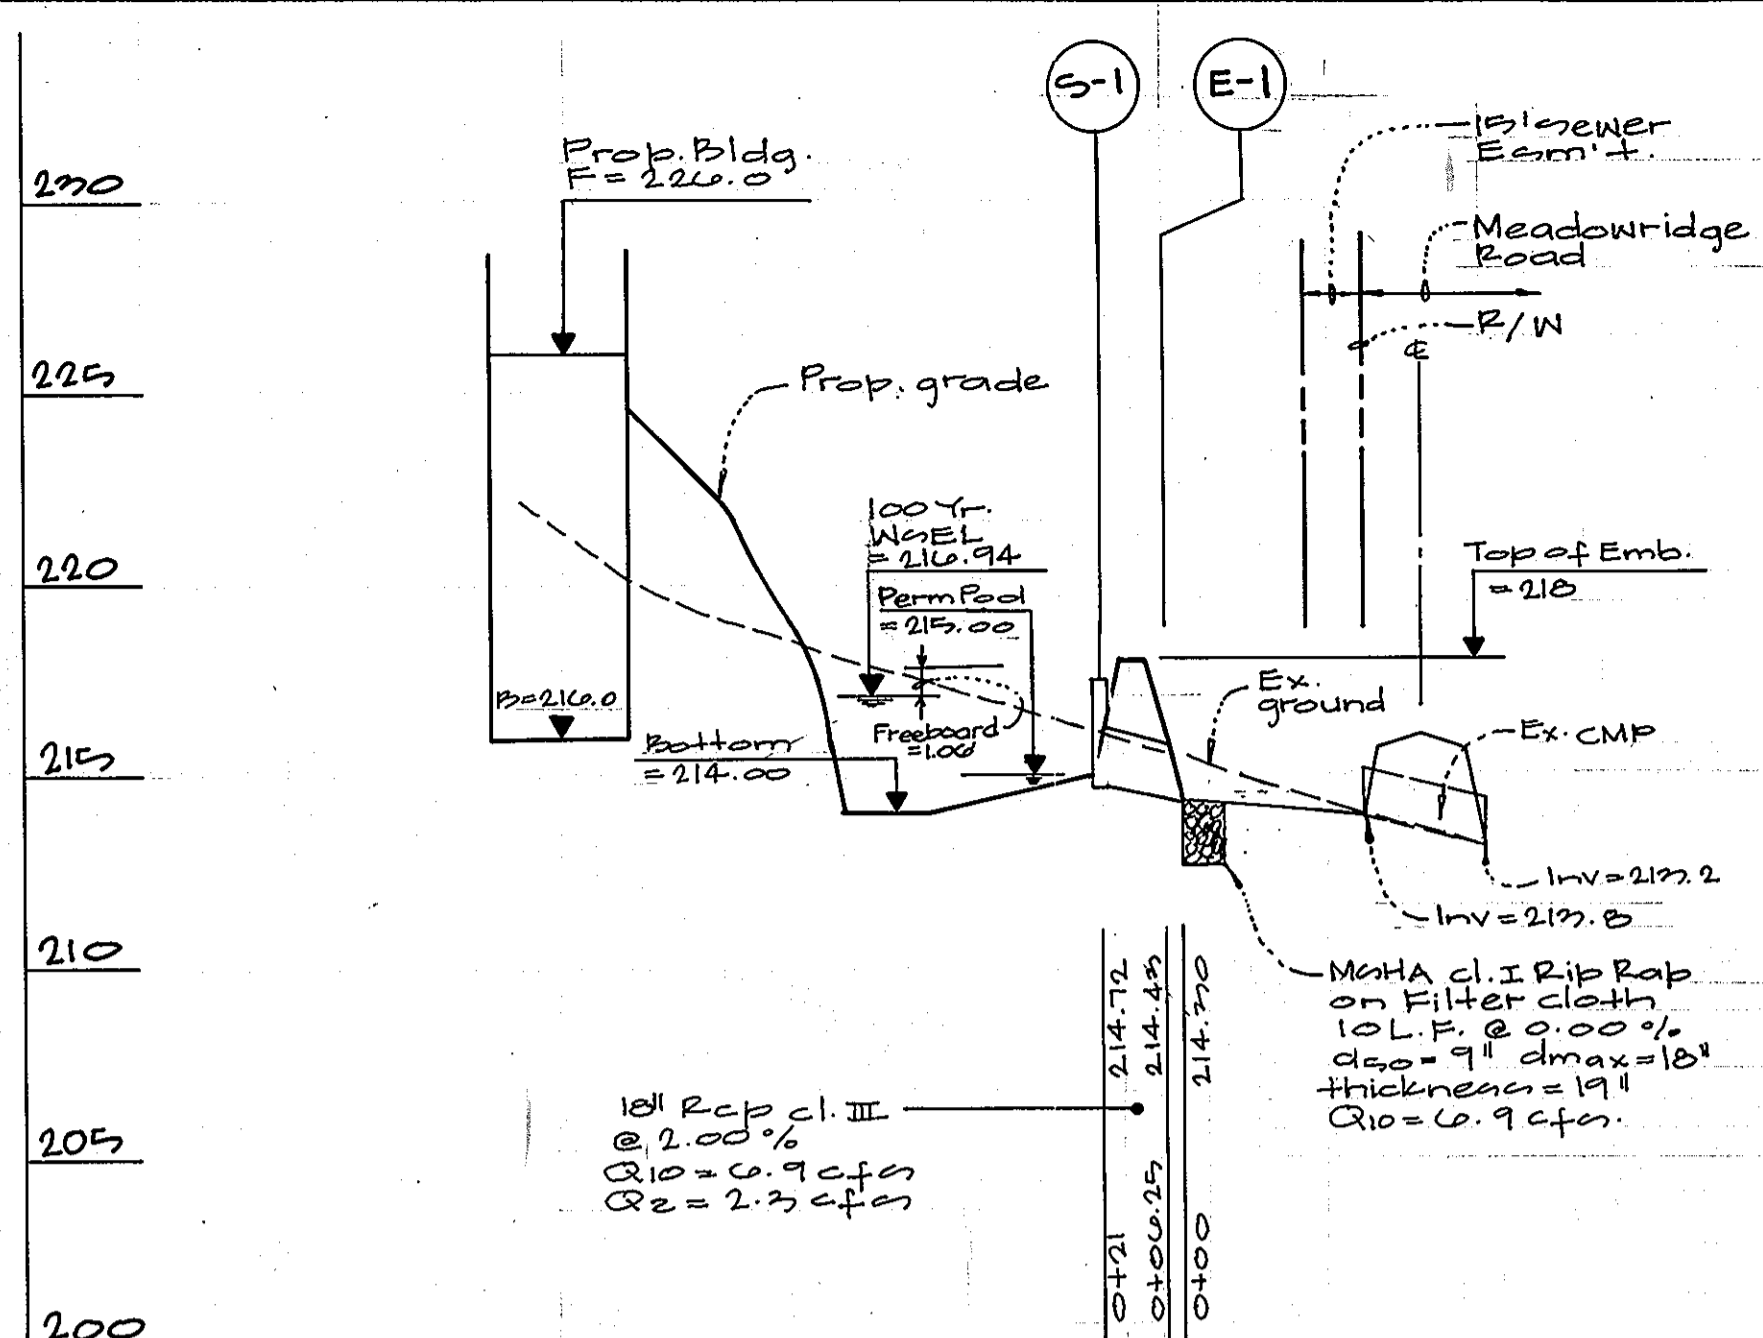 S-1
E-1
15' Sewer
Esm't.
Prop. Bldg.
F = 226.0
230
Meadowridge
Road
R/W
℄
225
Prop. grade
100 Yr.
WSEL
= 216.94
220
Top of Emb.
= 218
Perm Pool
= 215.00
Ex.
ground
B=216.0
Freeboard
=1.06
Ex. CMP
Bottom
= 214.00
215
Inv = 213.2
Inv = 213.8
210
214.72
214.43
214.30
MSHA cl. I Rip Rap
on Filter cloth
10 L.F. @ 0.00 %
d50 = 9" dmax = 18"
thickness = 19"
Q10 = 6.9 cfs.
18" Rcp cl. III
@ 2.00 %
Q10 = 6.9 cfs
Q2 = 2.3 cfs
205
0+21
0+06.25
0+00
200